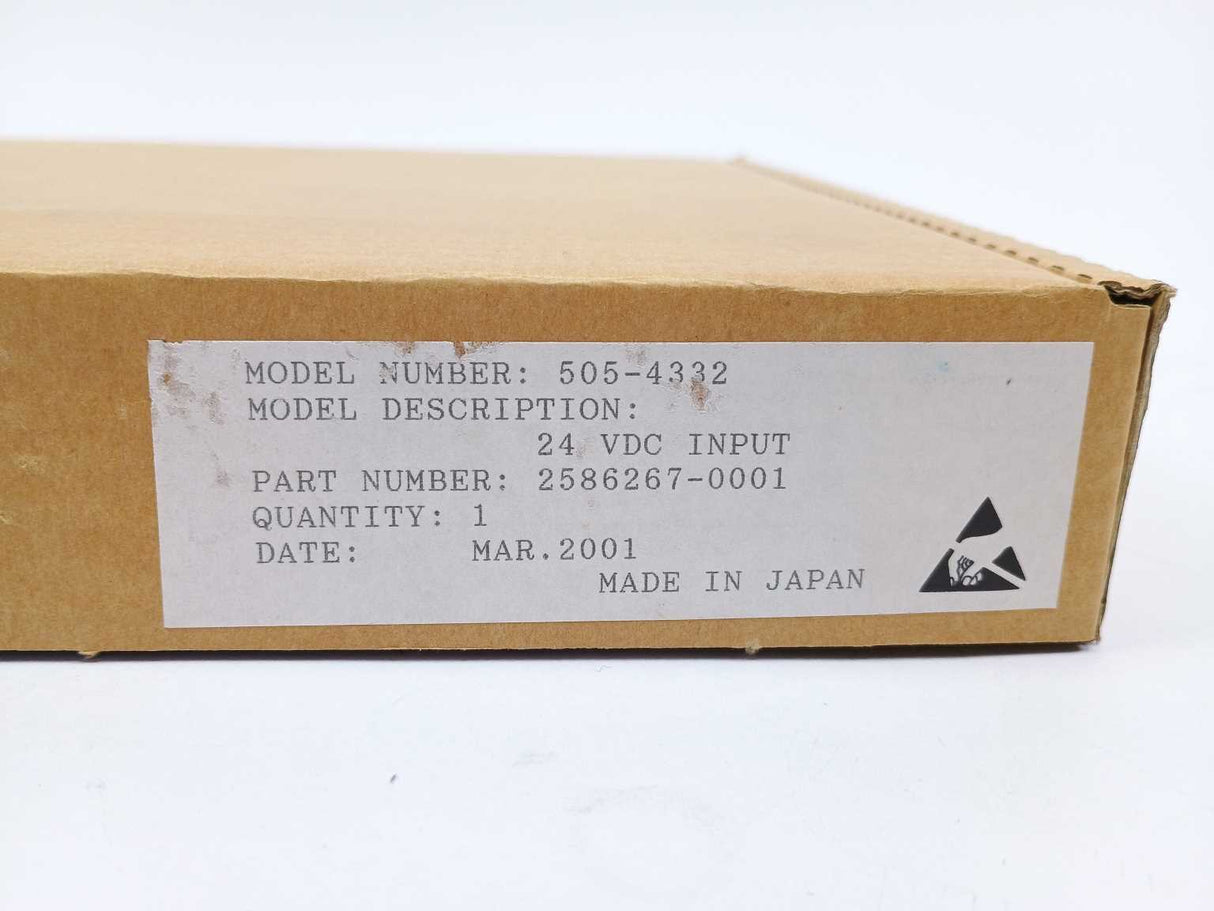 MODEL NUMBER: 505-4332
MODEL DESCRIPTION:
24 VDC INPUT
PART NUMBER: 2586267-0001
QUANTITY: 1
DATE: MAR.2001
MADE IN JAPAN